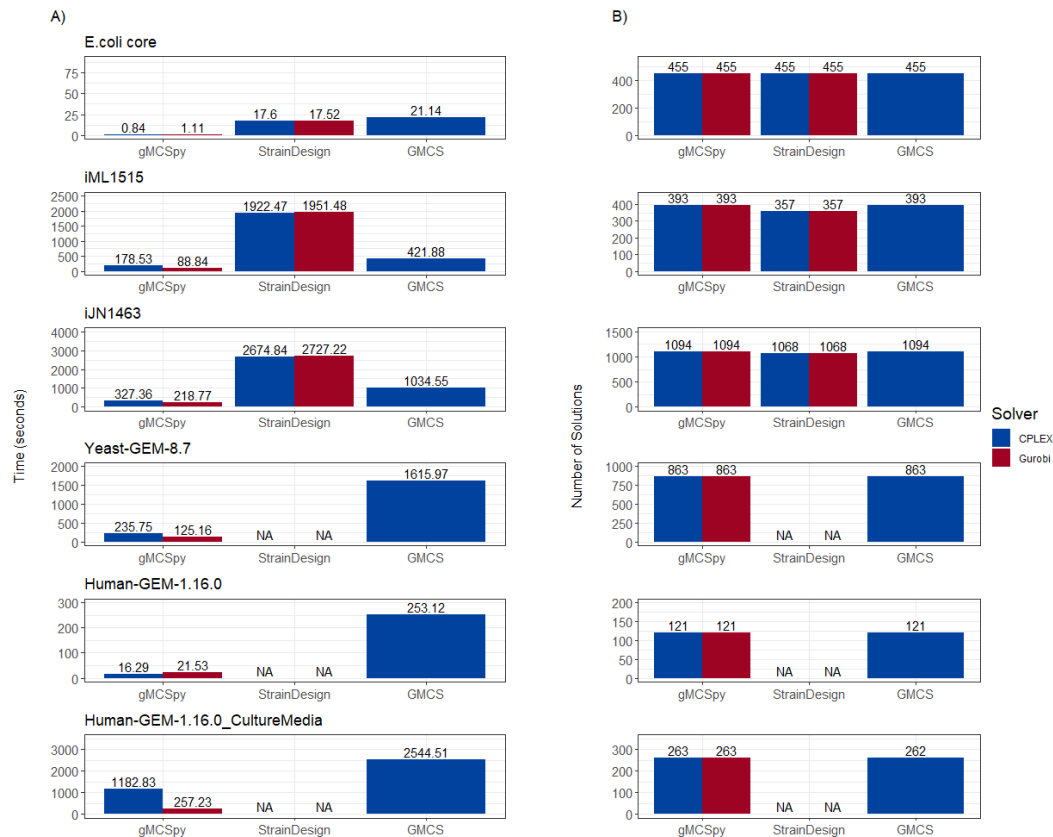 A)
E.coli core
75
50
25
0
0.84 1.11 17.6 17.52 21.14
gMCSpy StrainDesign GMCS
iML1515
2500
2000
1500
1000
500
0
178.53 88.84 1922.47 1951.48 421.88
gMCSpy StrainDesign GMCS
iJN1463
4000
3000
2000
1000
0
327.36 218.77 2674.84 2727.22 1034.55
gMCSpy StrainDesign GMCS
Yeast-GEM-8.7
2000
1500
1000
500
0
235.75 125.16 NA NA 1615.97
gMCSpy StrainDesign GMCS
Human-GEM-1.16.0
300
200
100
0
16.29 21.53 NA NA 253.12
gMCSpy StrainDesign GMCS
Human-GEM-1.16.0_CultureMedia
3000
2000
1000
0
1182.83 257.23 NA NA 2544.51
gMCSpy StrainDesign GMCS
Time (seconds)
B)
400
200
0
455 455 455 455 455
gMCSpy StrainDesign GMCS
400
300
200
100
0
393 393 357 357 393
gMCSpy StrainDesign GMCS
1500
1000
500
0
1094 1094 1068 1068 1094
gMCSpy StrainDesign GMCS
1000
750
500
250
0
863 863 NA NA 863
gMCSpy StrainDesign GMCS
200
150
100
50
0
121 121 NA NA 121
gMCSpy StrainDesign GMCS
300
200
100
0
263 263 NA NA 262
gMCSpy StrainDesign GMCS
Number of Solutions
Solver
CPLEX
Gurobi